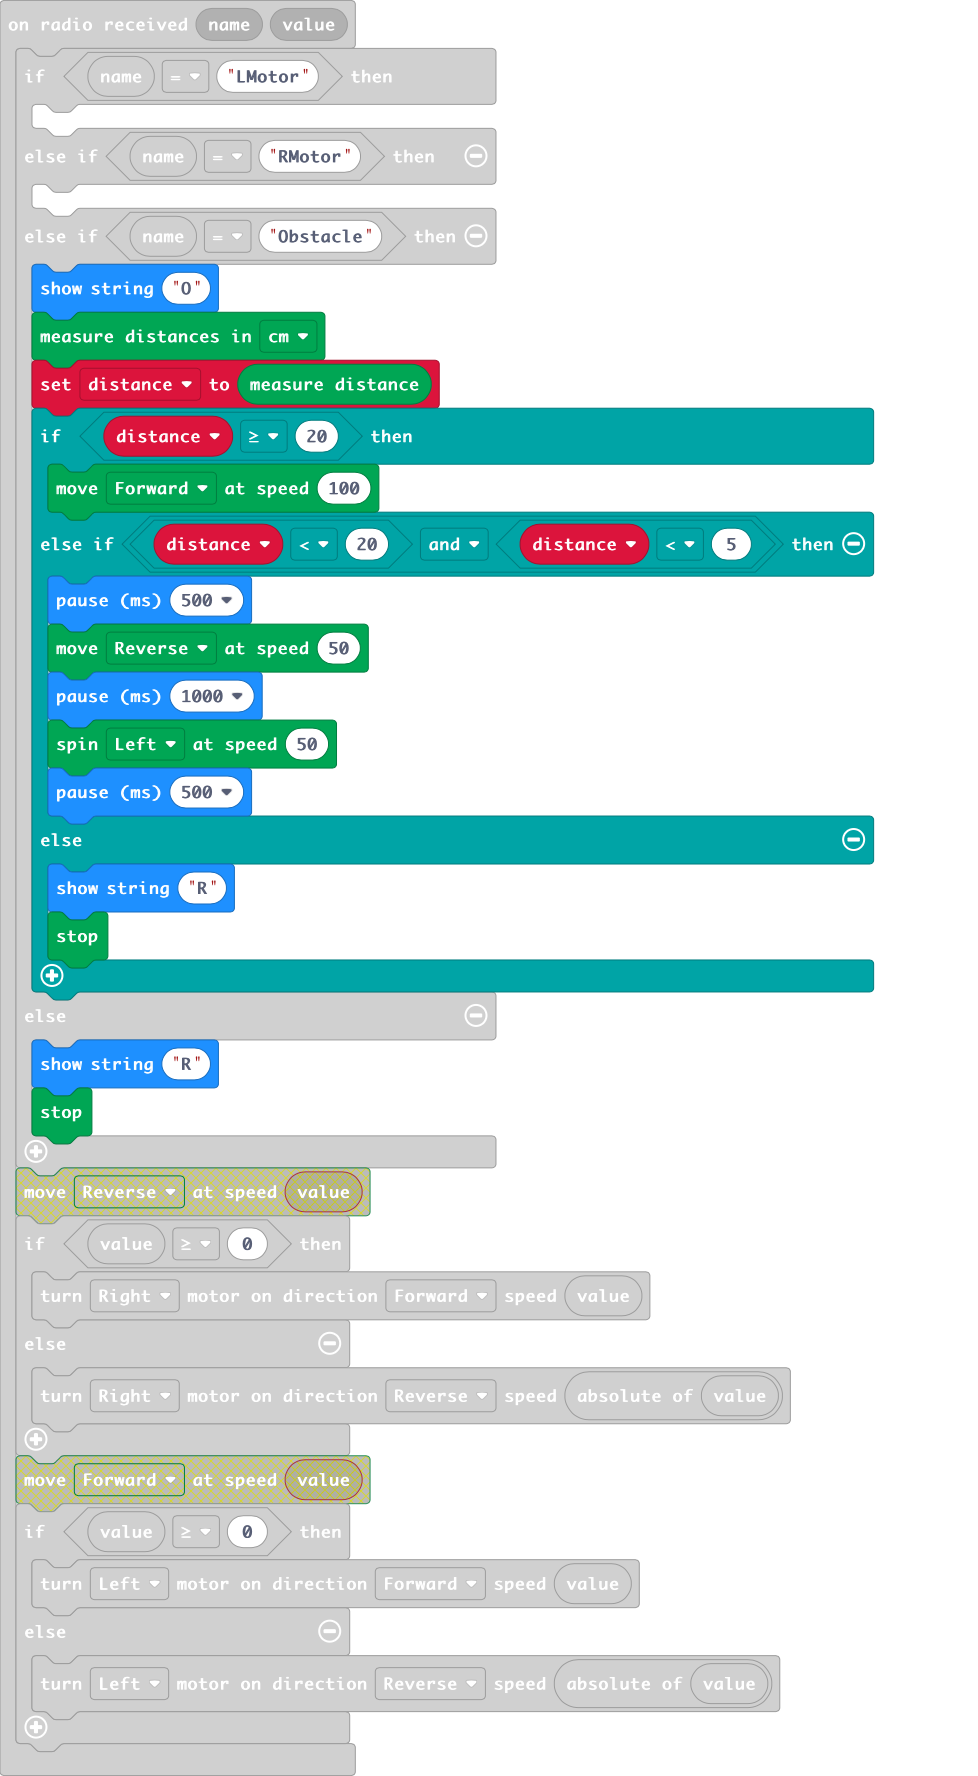 on radio received name value
if name = "LMotor" then
else if name = "RMotor" then
else if name = "Obstacle" then
show string "O"
measure distances in cm
set distance to measure distance
if distance ≥ 20 then
move Forward at speed 100
else if distance < 20 and distance < 5 then
pause (ms) 500
move Reverse at speed 50
pause (ms) 1000
spin Left at speed 50
pause (ms) 500
else
show string "R"
stop
else
show string "R"
stop
move Reverse at speed value
if value ≥ 0 then
turn Right motor on direction Forward speed value
else
turn Right motor on direction Reverse speed absolute of value
move Forward at speed value
if value ≥ 0 then
turn Left motor on direction Forward speed value
else
turn Left motor on direction Reverse speed absolute of value